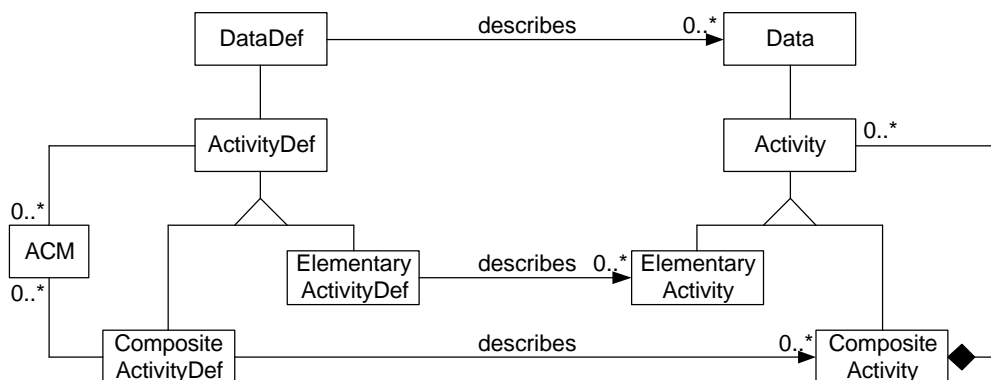 DataDef
describes
0..*
Data
ActivityDef
Activity
0..*
0..*
ACM
0..*
Elementary
ActivityDef
describes
0..*
Elementary
Activity
Composite
ActivityDef
describes
0..*
Composite
Activity